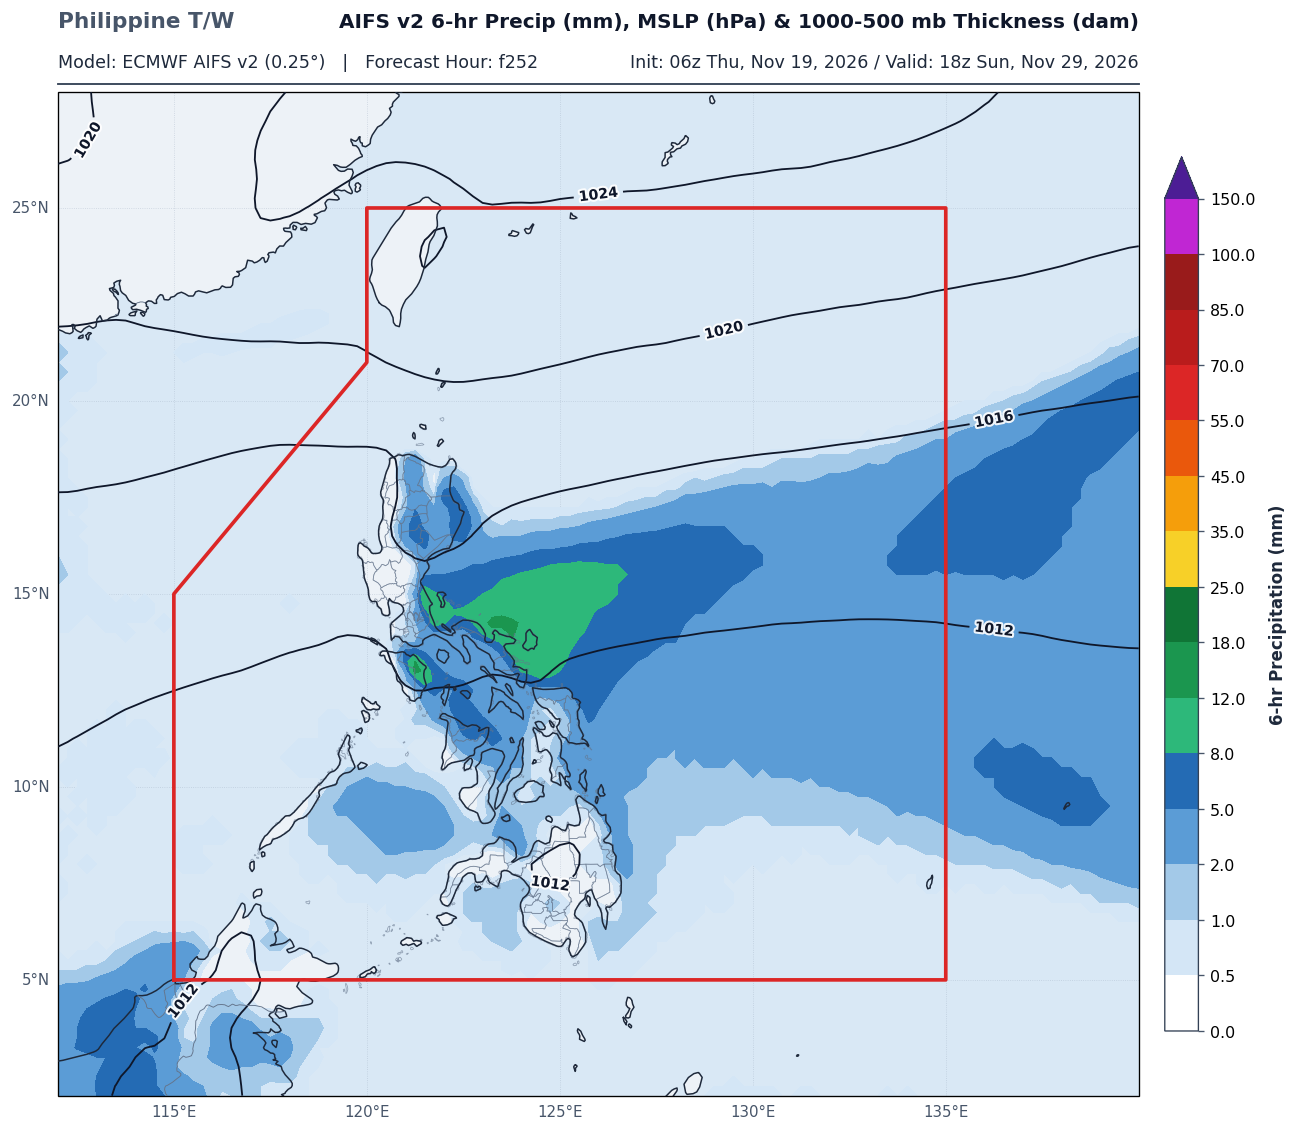 Philippine T/W
AIFS v2 6-hr Precip (mm), MSLP (hPa) & 1000-500 mb Thickness (dam)
Model: ECMWF AIFS v2 (0.25°) | Forecast Hour: f252
Init: 06z Thu, Nov 19, 2026 / Valid: 18z Sun, Nov 29, 2026
1020
1024
1020
1016
1012
1012
1012
25°N
20°N
15°N
10°N
5°N
115°E
120°E
125°E
130°E
135°E
150.0
100.0
85.0
70.0
55.0
45.0
35.0
25.0
18.0
12.0
8.0
5.0
2.0
1.0
0.5
0.0
6-hr Precipitation (mm)